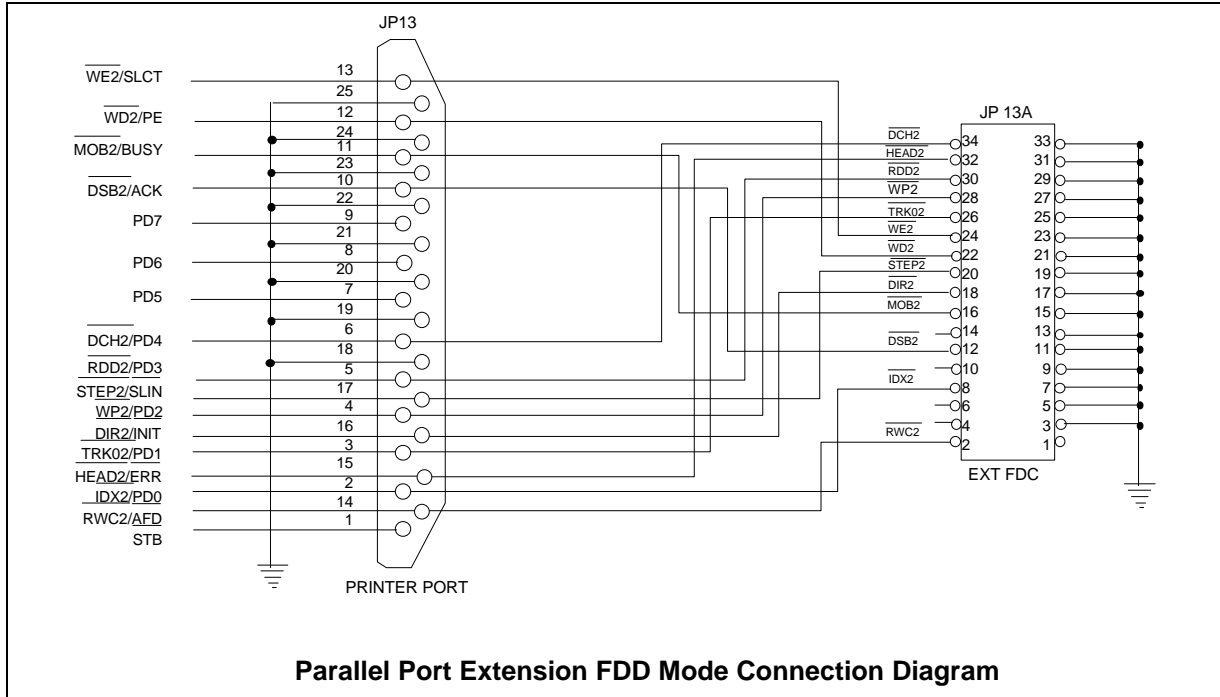 JP13
WE2/SLCT 13
25
WD2/PE 12
24
MOB2/BUSY 11
23
DSB2/ACK 10
22
PD7 9
21
PD6 8
20
PD5 7
19
DCH2/PD4 6
18
RDD2/PD3 5
STEP2/SLIN 17
WP2/PD2 4
DIR2/INIT 16
TRK02/PD1 3
HEAD2/ERR 15
IDX2/PD0 2
RWC2/AFD 14
STB 1
PRINTER PORT
JP 13A
DCH2 34 33
HEAD2 32 31
RDD2 30 29
WP2 28 27
TRK02 26 25
WE2 24 23
WD2 22 21
STEP2 20 19
DIR2 18 17
MOB2 16 15
14 13
DSB2 12 11
10 9
IDX2 8 7
6 5
4 3
RWC2 2 1
EXT FDC
Parallel Port Extension FDD Mode Connection Diagram